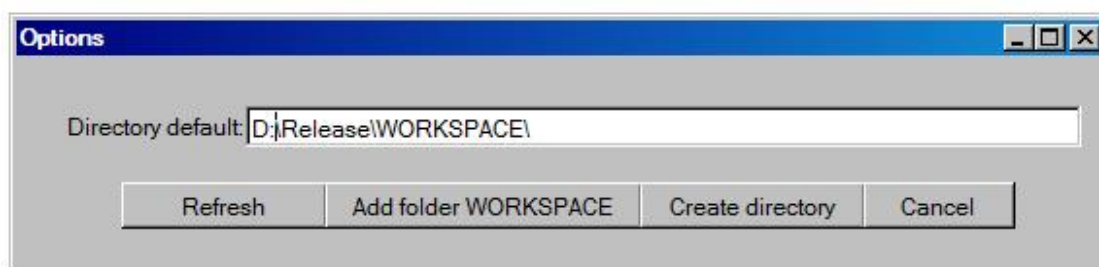 Options
Directory default: D:\Release\WORKSPACE\
Refresh Add folder WORKSPACE Create directory Cancel